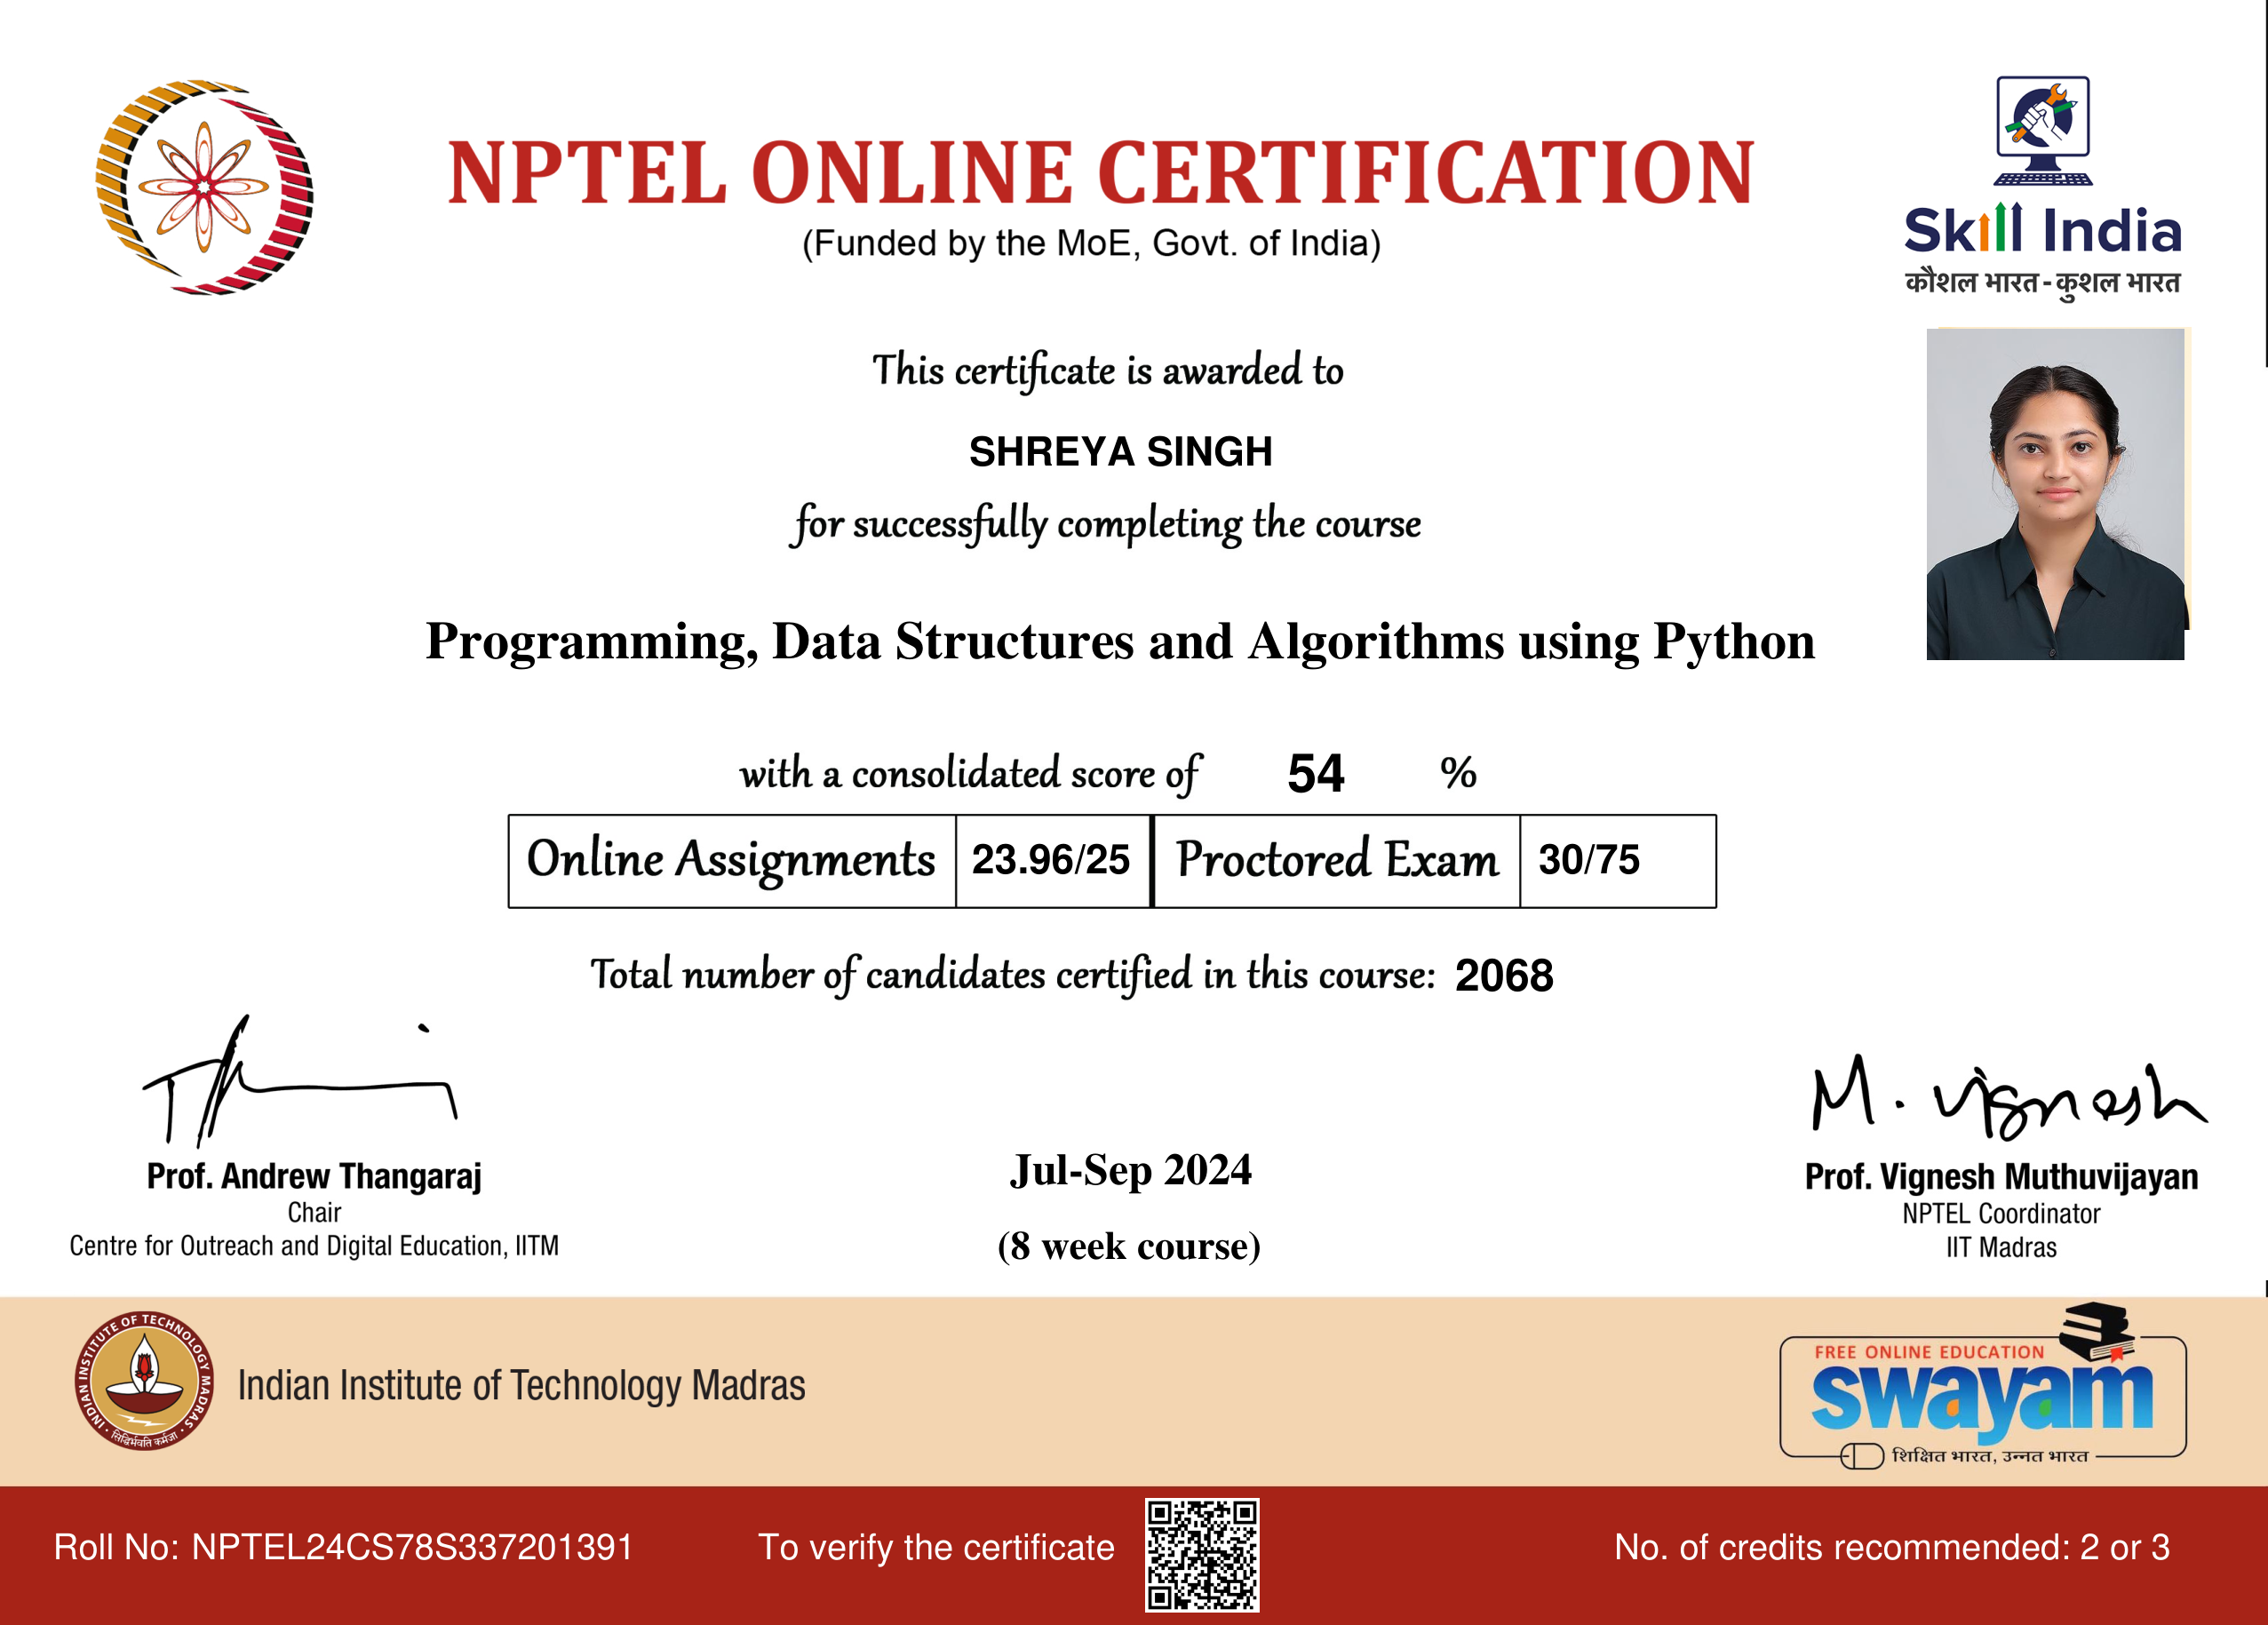 NPTEL ONLINE CERTIFICATION
(Funded by the MoE, Govt. of India)
Skill India
कौशल भारत - कुशल भारत
This certificate is awarded to
SHREYA SINGH
for successfully completing the course
Programming, Data Structures and Algorithms using Python
with a consolidated score of 54 %
Online Assignments 23.96/25 Proctored Exam 30/75
Total number of candidates certified in this course: 2068
M. Vignesh
Prof. Andrew Thangaraj
Chair
Centre for Outreach and Digital Education, IITM
Jul-Sep 2024
(8 week course)
Prof. Vignesh Muthuvijayan
NPTEL Coordinator
IIT Madras
INDIAN INSTITUTE OF TECHNOLOGY MADRAS
सिद्धिर्भवति कर्मजा
Indian Institute of Technology Madras
FREE ONLINE EDUCATION
swayam
शिक्षित भारत, उन्नत भारत
Roll No: NPTEL24CS78S337201391
To verify the certificate
No. of credits recommended: 2 or 3